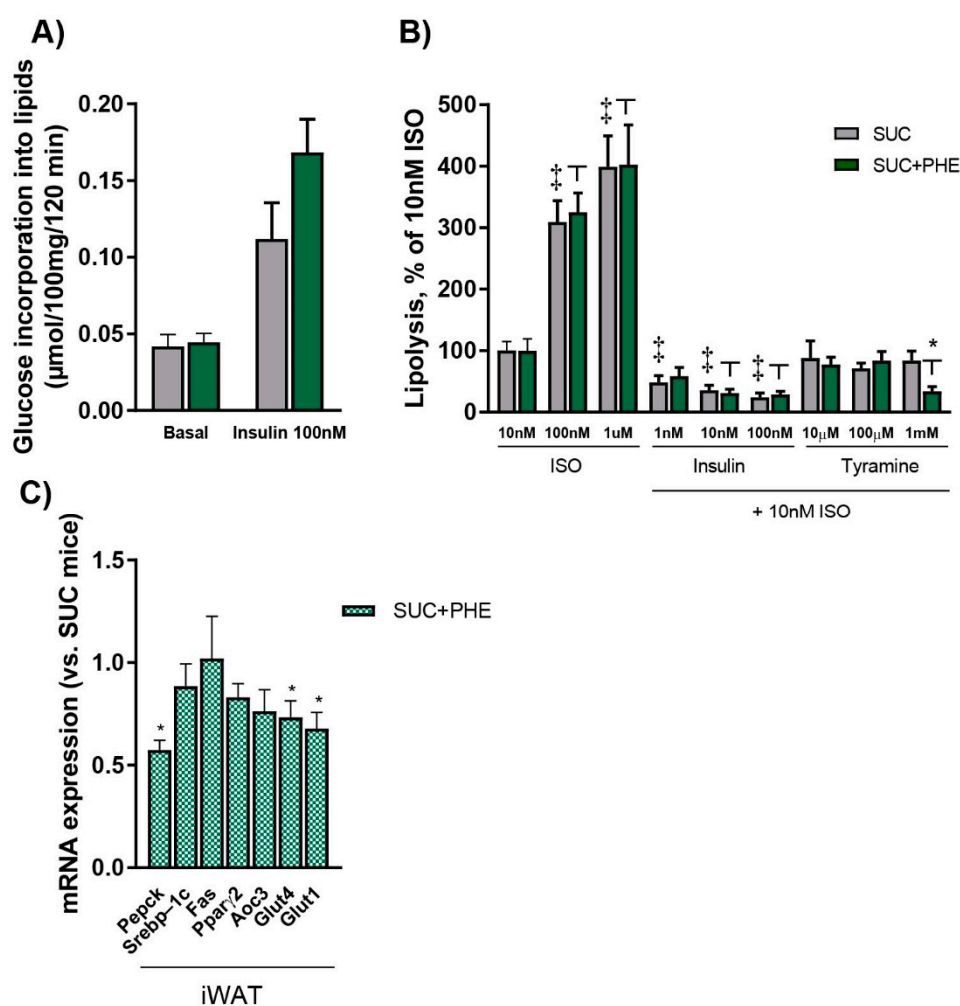 A)
Glucose incorporation into lipids
(µmol/100mg/120 min)
0.20
0.15
0.10
0.05
0.00
Basal
Insulin 100nM
B)
Lipolysis, % of 10nM ISO
500
400
300
200
100
0
‡ ┬ ‡ ┬ ‡ ‡ ┬ ‡ ┬ * ┬
SUC
SUC+PHE
10nM 100nM 1uM 1nM 10nM 100nM 10µM 100µM 1mM
ISO Insulin Tyramine
+ 10nM ISO
C)
mRNA expression (vs. SUC mice)
1.5
1.0
0.5
0.0
* * *
SUC+PHE
Pepck
Srebp–1c
Fas
Pparγ2
Aoc3
Glut4
Glut1
iWAT